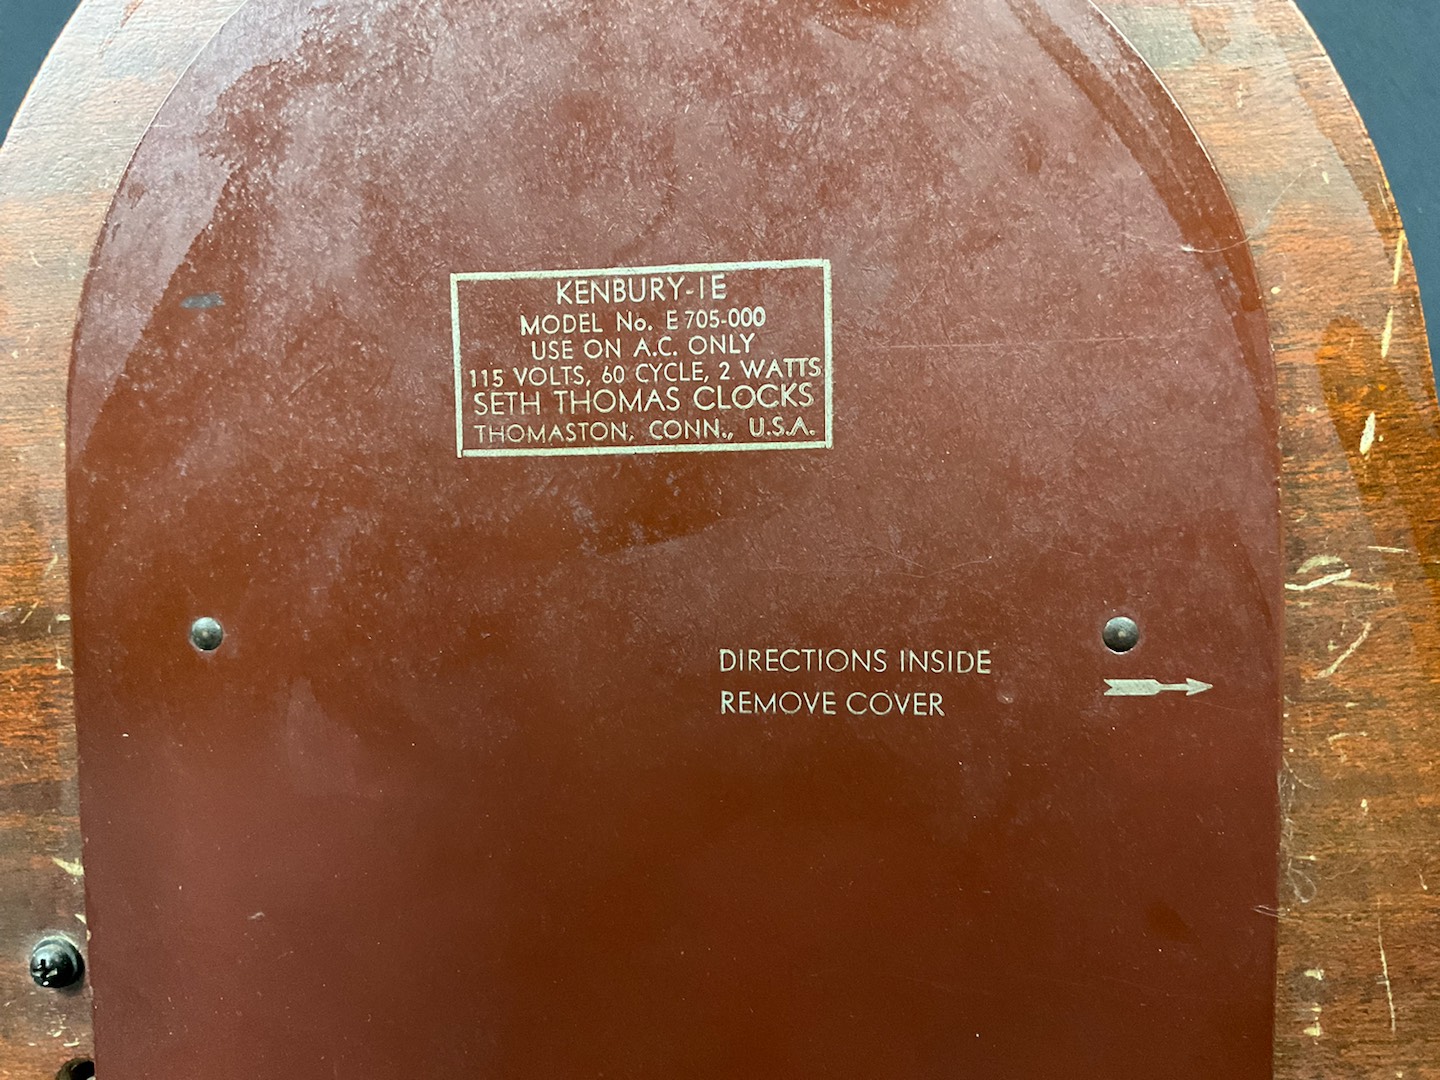 KENBURY-1E
MODEL No. E 705-000
USE ON A.C. ONLY
115 VOLTS, 60 CYCLE, 2 WATTS
SETH THOMAS CLOCKS
THOMASTON, CONN., U.S.A.
DIRECTIONS INSIDE
REMOVE COVER